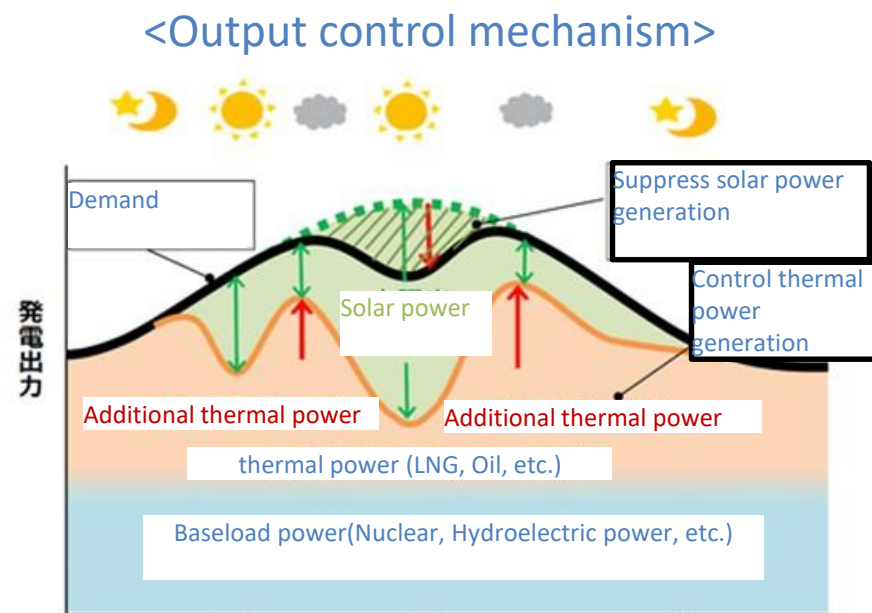 <Output control mechanism>
Demand
Suppress solar power
generation
Control thermal
power
generation
発電出力
Solar power
Additional thermal power
Additional thermal power
thermal power (LNG, Oil, etc.)
Baseload power(Nuclear, Hydroelectric power, etc.)